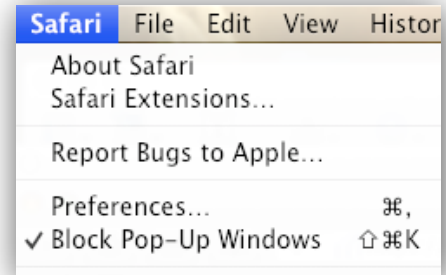 Safari File Edit View Histor
About Safari
Safari Extensions...
Report Bugs to Apple...
Preferences... ⌘,
✓ Block Pop-Up Windows ⇧⌘K